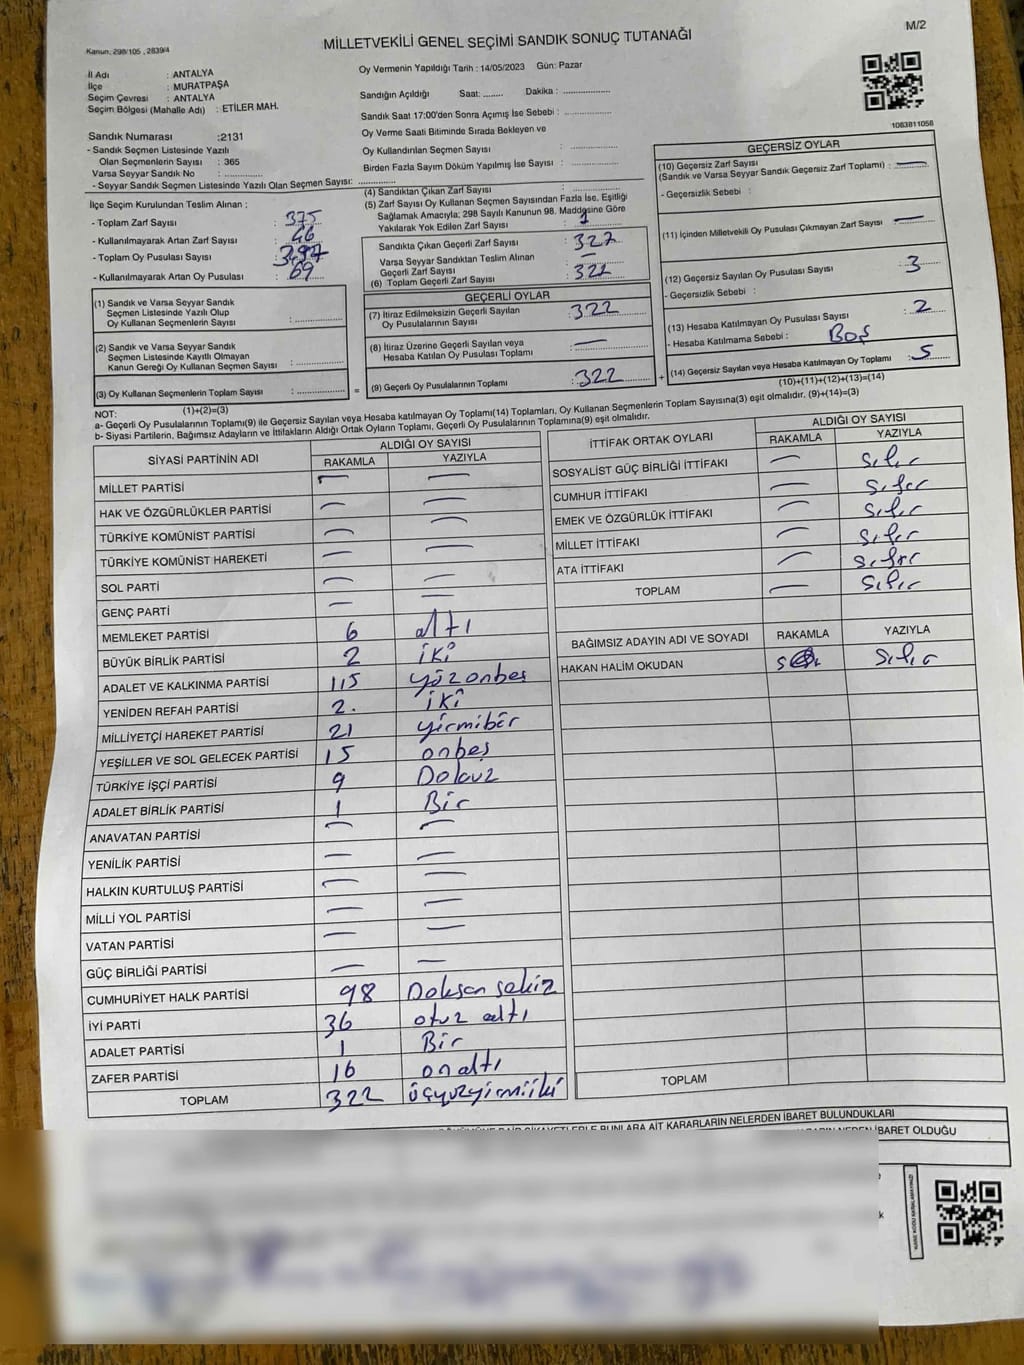 Kanun: 298/105 , 2839/4
MİLLETVEKİLİ GENEL SEÇİMİ SANDIK SONUÇ TUTANAĞI
M/2
İl Adı : ANTALYA
İlçe : MURATPAŞA
Seçim Çevresi : ANTALYA
Seçim Bölgesi (Mahalle Adı) : ETİLER MAH.
Sandık Numarası :2131
- Sandık Seçmen Listesinde Yazılı
Olan Seçmenlerin Sayısı : 365
Varsa Seyyar Sandık No : ..............
- Seyyar Sandık Seçmen Listesinde Yazılı Olan Seçmen Sayısı: ..............
Oy Vermenin Yapıldığı Tarih : 14/05/2023 Gün: Pazar
Sandığın Açıldığı Saat: ........ Dakika : ..............
Sandık Saat 17:00'den Sonra Açımış İse Sebebi : ..............
Oy Verme Saati Bitiminde Sırada Bekleyen ve
Oy Kullandırılan Seçmen Sayısı : ..............
Birden Fazla Sayım Döküm Yapılmış İse Sayısı : ..............
1083811056
İlçe Seçim Kurulundan Teslim Alınan ;
- Toplam Zarf Sayısı : 375
- Kullanılmayarak Artan Zarf Sayısı : 46
- Toplam Oy Pusulası Sayısı :
- Kullanılmayarak Artan Oy Pusulası : 69
(1) Sandık ve Varsa Seyyar Sandık
Seçmen Listesinde Yazılı Olup
Oy Kullanan Seçmenlerin Sayısı : ..............
(2) Sandık ve Varsa Seyyar Sandık
Seçmen Listesinde Kayıtlı Olmayan
Kanun Gereği Oy Kullanan Seçmen Sayısı : ..............
(3) Oy Kullanan Seçmenlerin Toplam Sayısı : .............. =
(1)+(2)=(3)
(4) Sandıktan Çıkan Zarf Sayısı : ..............
(5) Zarf Sayısı Oy Kullanan Seçmen Sayısından Fazla İse, Eşitliği
Sağlamak Amacıyla; 298 Sayılı Kanunun 98. Maddesine Göre
Yakılarak Yok Edilen Zarf Sayısı : 1
Sandıkta Çıkan Geçerli Zarf Sayısı : 327
Varsa Seyyar Sandıktan Teslim Alınan
Geçerli Zarf Sayısı : —
(6) Toplam Geçerli Zarf Sayısı :
GEÇERLİ OYLAR
(7) İtiraz Edilmeksizin Geçerli Sayılan
Oy Pusulalarının Sayısı : 322
(8) İtiraz Üzerine Geçerli Sayılan veya
Hesaba Katılan Oy Pusulası Toplamı : —
(9) Geçerli Oy Pusulalarının Toplamı : 322 +
GEÇERSİZ OYLAR
(10) Geçersiz Zarf Sayısı
(Sandık ve Varsa Seyyar Sandık Geçersiz Zarf Toplamı) : —
- Geçersizlik Sebebi :
(11) İçinden Milletvekili Oy Pusulası Çıkmayan Zarf Sayısı —
(12) Geçersiz Sayılan Oy Pusulası Sayısı : 3
- Geçersizlik Sebebi :
(13) Hesaba Katılmayan Oy Pusulası Sayısı : 2
- Hesaba Katılmama Sebebi : Boş
(14) Geçersiz Sayılan veya Hesaba Katılmayan Oy Toplamı : 5
(10)+(11)+(12)+(13)=(14)
NOT:
a- Geçerli Oy Pusulalarının Toplamı(9) ile Geçersiz Sayılan veya Hesaba katılmayan Oy Toplamı(14) Toplamları, Oy Kullanan Seçmenlerin Toplam Sayısına(3) eşit olmalıdır. (9)+(14)=(3)
b- Siyasi Partilerin, Bağımsız Adayların ve İttifakların Aldığı Ortak Oyların Toplamı, Geçerli Oy Pusulalarının Toplamına(9) eşit olmalıdır.
SİYASİ PARTİNİN ADI ALDIĞI OY SAYISI
RAKAMLA YAZIYLA
MİLLET PARTİSİ — —
HAK VE ÖZGÜRLÜKLER PARTİSİ — —
TÜRKİYE KOMÜNİST PARTİSİ — —
TÜRKİYE KOMÜNİST HAREKETİ — —
SOL PARTİ — —
GENÇ PARTİ — —
MEMLEKET PARTİSİ 6 altı
BÜYÜK BİRLİK PARTİSİ 2 iki
ADALET VE KALKINMA PARTİSİ 115 yüzonbeş
YENİDEN REFAH PARTİSİ 2. iki
MİLLİYETÇİ HAREKET PARTİSİ 21 yirmibir
YEŞİLLER VE SOL GELECEK PARTİSİ 15 onbeş
TÜRKİYE İŞÇİ PARTİSİ 9 Dokuz
ADALET BİRLİK PARTİSİ 1 Bir
ANAVATAN PARTİSİ — —
YENİLİK PARTİSİ — —
HALKIN KURTULUŞ PARTİSİ — —
MİLLİ YOL PARTİSİ — —
VATAN PARTİSİ — —
GÜÇ BİRLİĞİ PARTİSİ — —
CUMHURİYET HALK PARTİSİ 98 Doksan sekiz
İYİ PARTİ 36 otuz altı
ADALET PARTİSİ 1 Bir
ZAFER PARTİSİ 16 onaltı
TOPLAM 322 üçyüzyirmiiki
İTTİFAK ORTAK OYLARI ALDIĞI OY SAYISI
RAKAMLA YAZIYLA
SOSYALİST GÜÇ BİRLİĞİ İTTİFAKI — Sıfır
CUMHUR İTTİFAKI — Sıfır
EMEK VE ÖZGÜRLÜK İTTİFAKI — Sıfır
MİLLET İTTİFAKI — Sıfır
ATA İTTİFAKI — Sıfır
TOPLAM — Sıfır
BAĞIMSIZ ADAYIN ADI VE SOYADI RAKAMLA YAZIYLA
HAKAN HALİM OKUDAN Sıfır
TOPLAM
BUNLARA AİT KARARLARIN NELERDEN İBARET BULUNDUKLARI
İBARET OLDUĞU